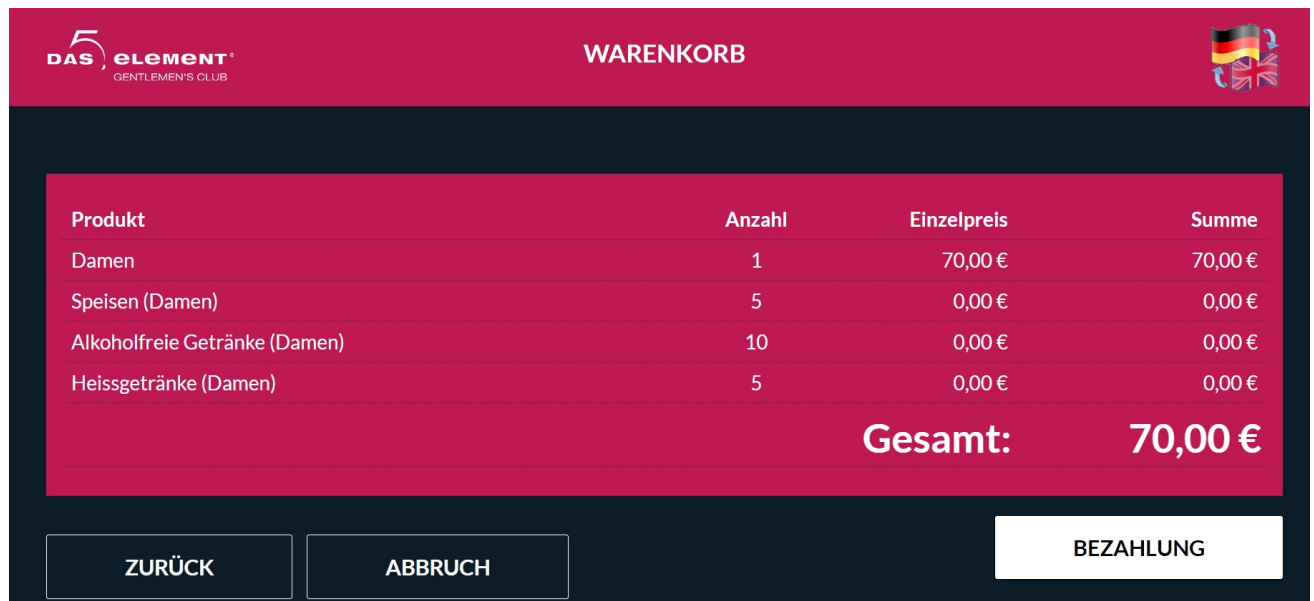 DAS 5 element®
GENTLEMEN'S CLUB
WARENKORB
Produkt Anzahl Einzelpreis Summe
Damen 1 70,00 € 70,00 €
Speisen (Damen) 5 0,00 € 0,00 €
Alkoholfreie Getränke (Damen) 10 0,00 € 0,00 €
Heissgetränke (Damen) 5 0,00 € 0,00 €
Gesamt: 70,00 €
ZURÜCK ABBRUCH BEZAHLUNG